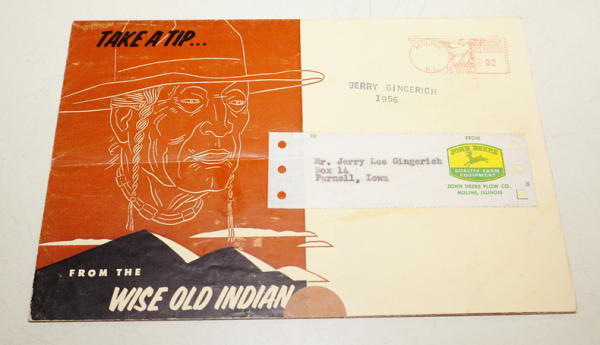 TAKE A TIP...
FROM THE
WISE OLD INDIAN
JERRY GINGERICH
1956
TO
Mr. Jerry Lee Gingerich
Box 14
Parnell, Iowa
FROM
JOHN DEERE
QUALITY FARM
EQUIPMENT
JOHN DEERE PLOW CO.
MOLINE, ILLINOIS
02